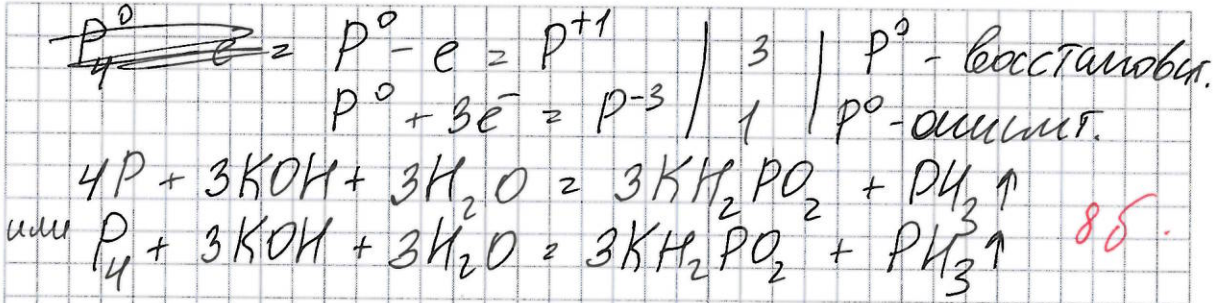 P⁰ - e = P⁺¹ | 3 | P⁰ - восстановит.
P⁰ + 3e⁻ = P⁻³ | 1 | P⁰ - окислит.
4P + 3KOH + 3H₂O = 3KH₂PO₂ + PH₃↑
или P₄ + 3KOH + 3H₂O = 3KH₂PO₂ + PH₃↑
8б.